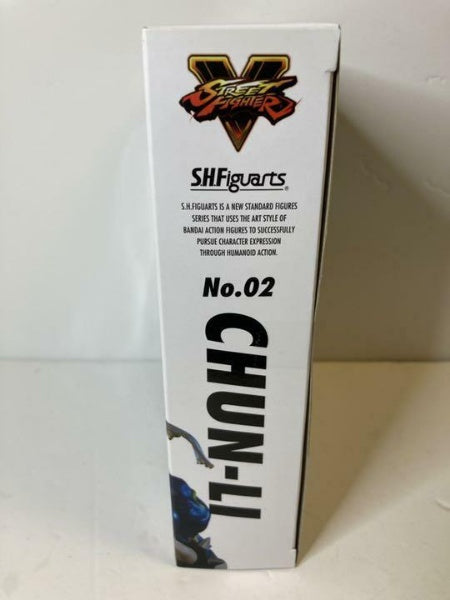 V
STREET
FIGHTER
S.H.Figuarts®
S.H.FIGUARTS IS A NEW STANDARD FIGURES
SERIES THAT USES THE ART STYLE OF
BANDAI ACTION FIGURES TO SUCCESSFULLY
PURSUE CHARACTER EXPRESSION
THROUGH HUMANOID ACTION.
No.02
CHUN-LI